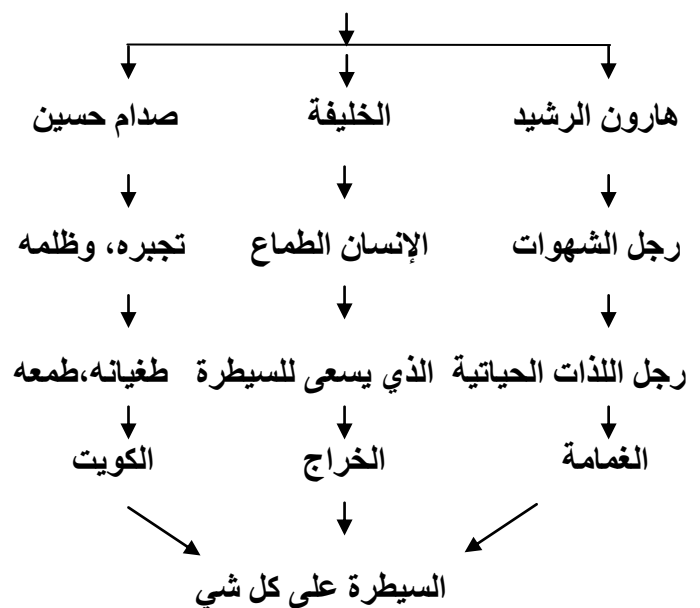 هارون الرشيد الخليفة صدام حسين
رجل الشهوات الإنسان الطماع تجبره، وظلمه
رجل اللذات الحياتية الذي يسعى للسيطرة طغيانه،طمعه
الغمامة الخراج الكويت
السيطرة على كل شي